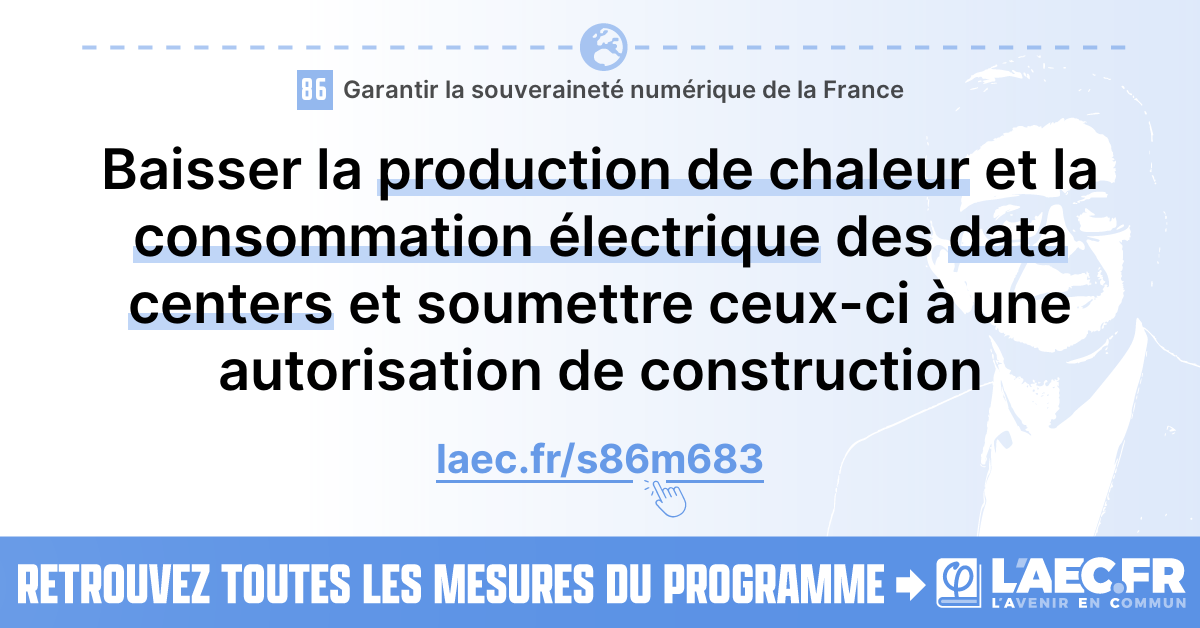 86 Garantir la souveraineté numérique de la France
Baisser la production de chaleur et la
consommation électrique des data
centers et soumettre ceux-ci à une
autorisation de construction
laec.fr/s86m683
RETROUVEZ TOUTES LES MESURES DU PROGRAMME
φ L'AEC.FR
L'AVENIR EN COMMUN